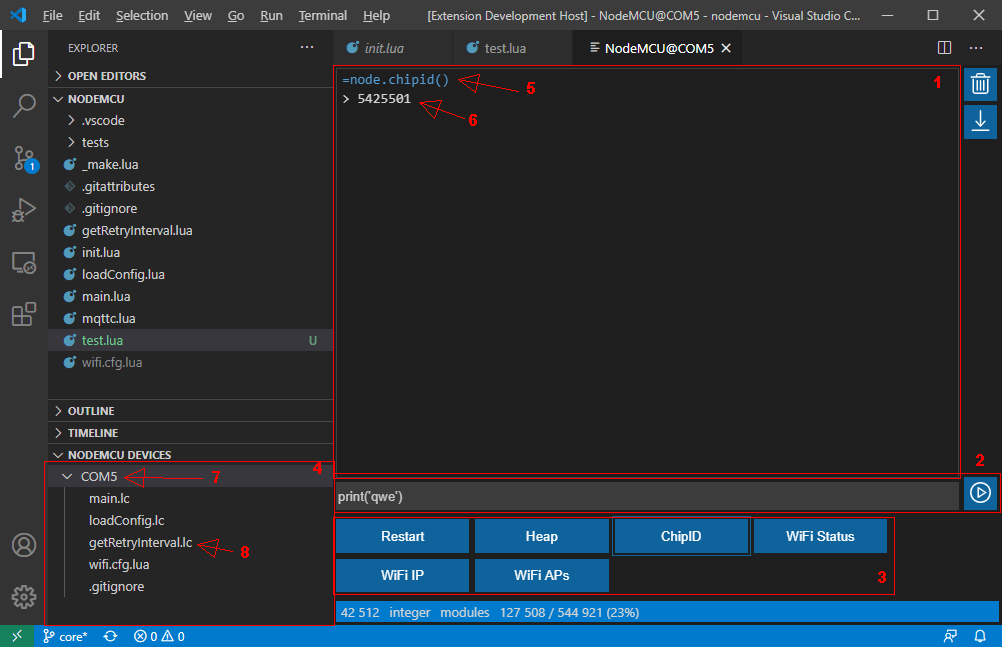 File Edit Selection View Go Run Terminal Help [Extension Development Host] - NodeMCU@COM5 - nodemcu - Visual Studio C...
EXPLORER
init.lua test.lua NodeMCU@COM5
OPEN EDITORS
NODEMCU
.vscode
tests
_make.lua
.gitattributes
.gitignore
getRetryInterval.lua
init.lua
loadConfig.lua
main.lua
mqttc.lua
test.lua U
wifi.cfg.lua
OUTLINE
TIMELINE
NODEMCU DEVICES
COM5
main.lc
loadConfig.lc
getRetryInterval.lc
wifi.cfg.lua
.gitignore
1
=node.chipid() 5
> 5425501
6
1
4
7
8
2
print('qwe')
Restart Heap ChipID WiFi Status
WiFi IP WiFi APs
3
42 512 integer modules 127 508 / 544 921 (23%)
core* 0 0